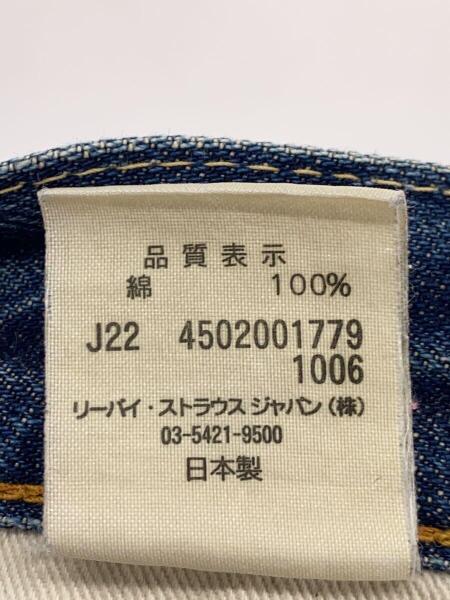 品質表示
綿 100%
J22 4502001779
1006
リーバイ・ストラウス ジャパン(株)
03-5421-9500
日本製